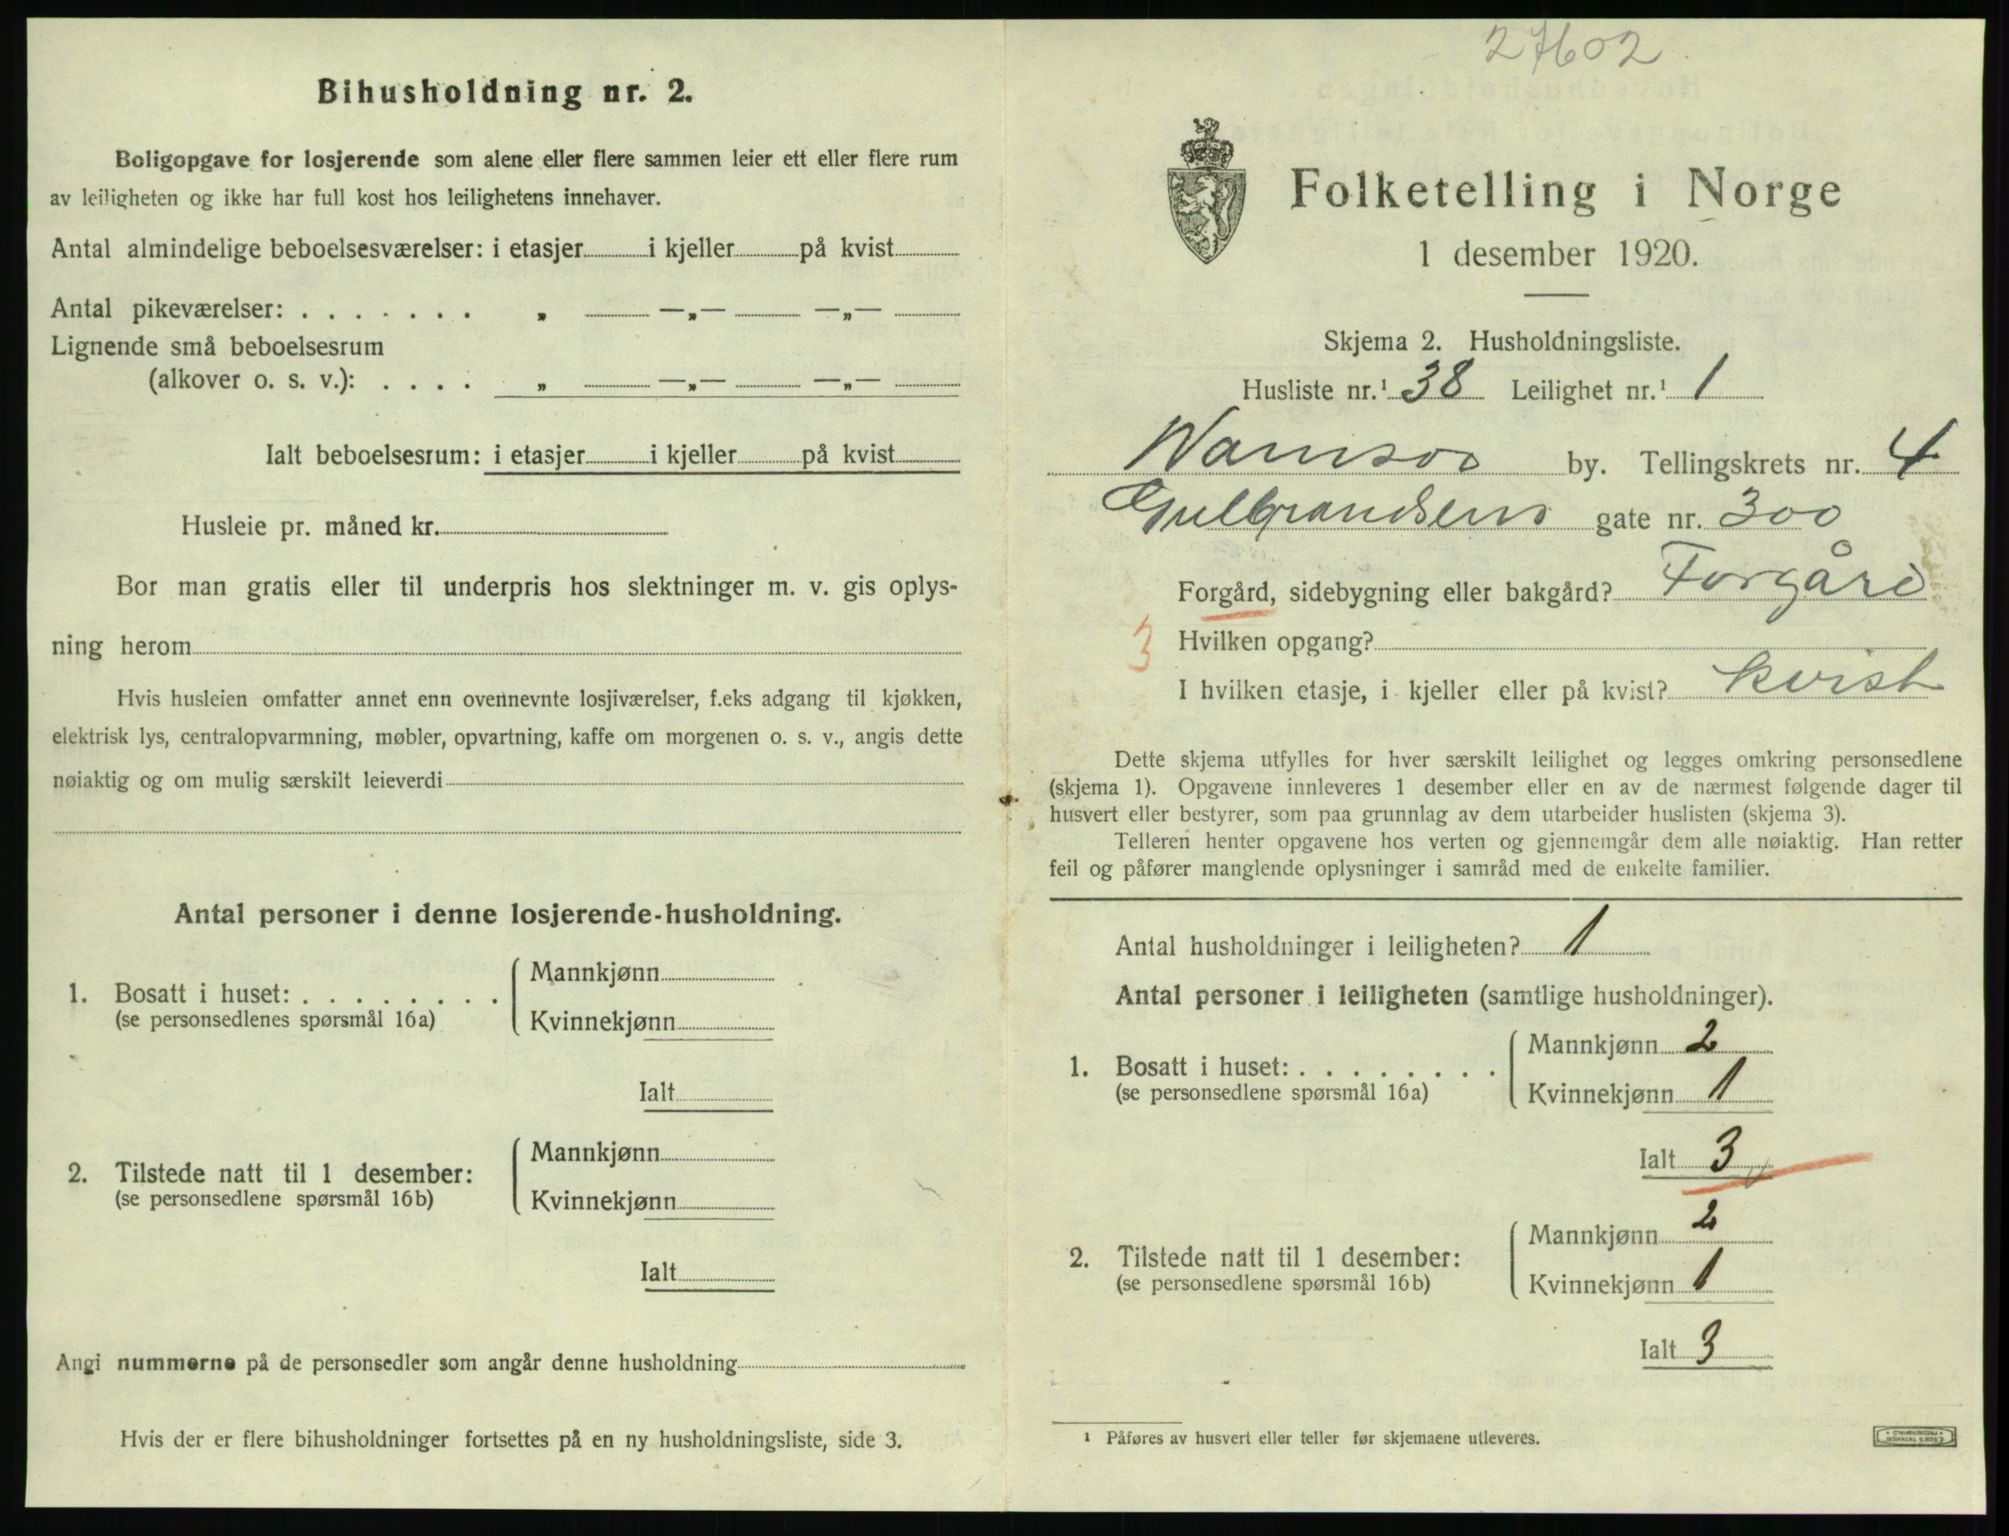 Bihusholdning nr. 2.
Boligopgave for losjerende som alene eller flere sammen leier ett eller flere rum
av leiligheten og ikke har full kost hos leilighetens innehaver.
Antal almindelige beboelsesværelser: i etasjer i kjeller på kvist
Antal pikeværelser: . . . . . . . „ —„— —„—
Lignende små beboelsesrum
(alkover o. s. v.): . . . . „ —„— —„—
Ialt beboelsesrum: i etasjer i kjeller på kvist
Husleie pr. måned kr.
Bor man gratis eller til underpris hos slektninger m. v. gis oplys-
ning herom
Hvis husleien omfatter annet enn ovennevnte losjiværelser, f.eks adgang til kjøkken,
elektrisk lys, centralopvarmning, møbler, opvartning, kaffe om morgenen o. s. v., angis dette
nøiaktig og om mulig særskilt leieverdi
Antal personer i denne losjerende-husholdning.
Mannkjønn
1. Bosatt i huset: . . . . . . . .
(se personsedlenes spørsmål 16a)
Kvinnekjønn
Ialt
Mannkjønn
2. Tilstede natt til 1 desember:
(se personsedlene spørsmål 16b)
Kvinnekjønn
Ialt
Angi nummerne på de personsedler som angår denne husholdning
Hvis der er flere bihusholdninger fortsettes på en ny husholdningsliste, side 3.
27602
Folketelling i Norge
1 desember 1920.
Skjema 2. Husholdningsliste.
Husliste nr.¹ 38 Leilighet nr.¹ 1
Namsos by. Tellingskrets nr. 4
Gulbrandsens gate nr. 300
Forgård, sidebygning eller bakgård? Forgård
3 Hvilken opgang?
I hvilken etasje, i kjeller eller på kvist? kvist
Dette skjema utfylles for hver særskilt leilighet og legges omkring personsedlene
(skjema 1). Opgavene innleveres 1 desember eller en av de nærmest følgende dager til
husvert eller bestyrer, som paa grunnlag av dem utarbeider huslisten (skjema 3).
Telleren henter opgavene hos verten og gjennemgår dem alle nøiaktig. Han retter
feil og påfører manglende oplysninger i samråd med de enkelte familier.
Antal husholdninger i leiligheten? 1
Antal personer i leiligheten (samtlige husholdninger).
Mannkjønn 2
1. Bosatt i huset: . . . . . . . .
(se personsedlene spørsmål 16a)
Kvinnekjønn 1
Ialt 3
Mannkjønn 2
2. Tilstede natt til 1 desember:
(se personsedlene spørsmål 16b)
Kvinnekjønn 1
Ialt 3
¹ Påføres av husvert eller teller før skjemaene utleveres.